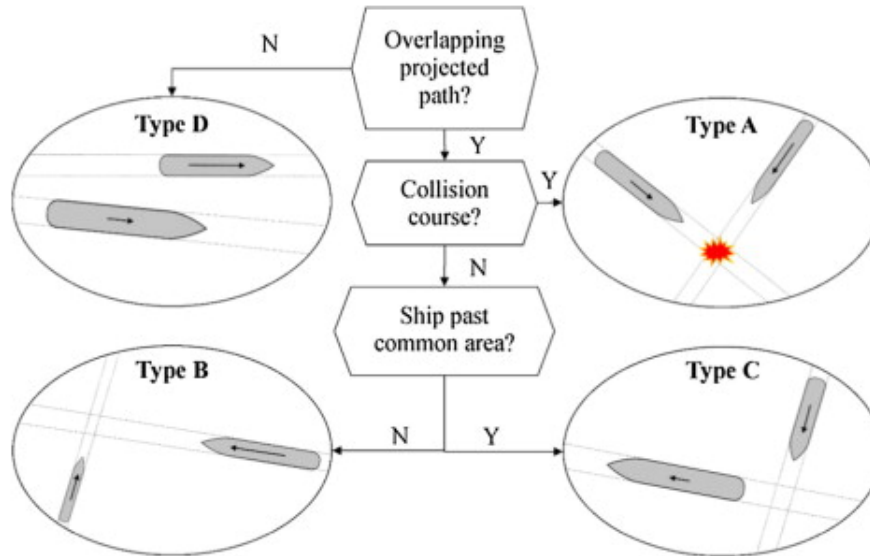 N
Overlapping
projected
path?
Type D
Type A
Y
Collision
course?
Y
N
Ship past
common area?
Type B
Type C
N
Y